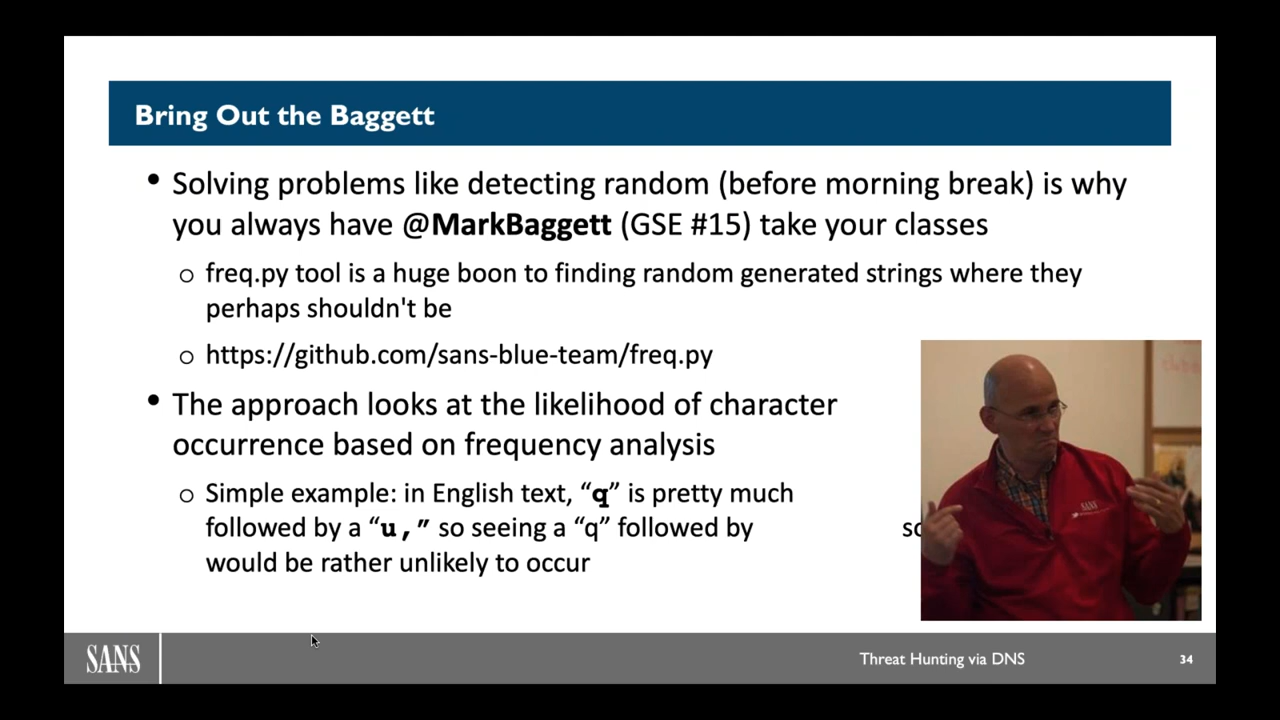 Bring Out the Baggett
• Solving problems like detecting random (before morning break) is why
you always have @MarkBaggett (GSE #15) take your classes
o freq.py tool is a huge boon to finding random generated strings where they
perhaps shouldn't be
o https://github.com/sans-blue-team/freq.py
• The approach looks at the likelihood of character
occurrence based on frequency analysis
o Simple example: in English text, “q” is pretty much
followed by a “u,” so seeing a “q” followed by
would be rather unlikely to occur
SANS
SANS
Threat Hunting via DNS
34